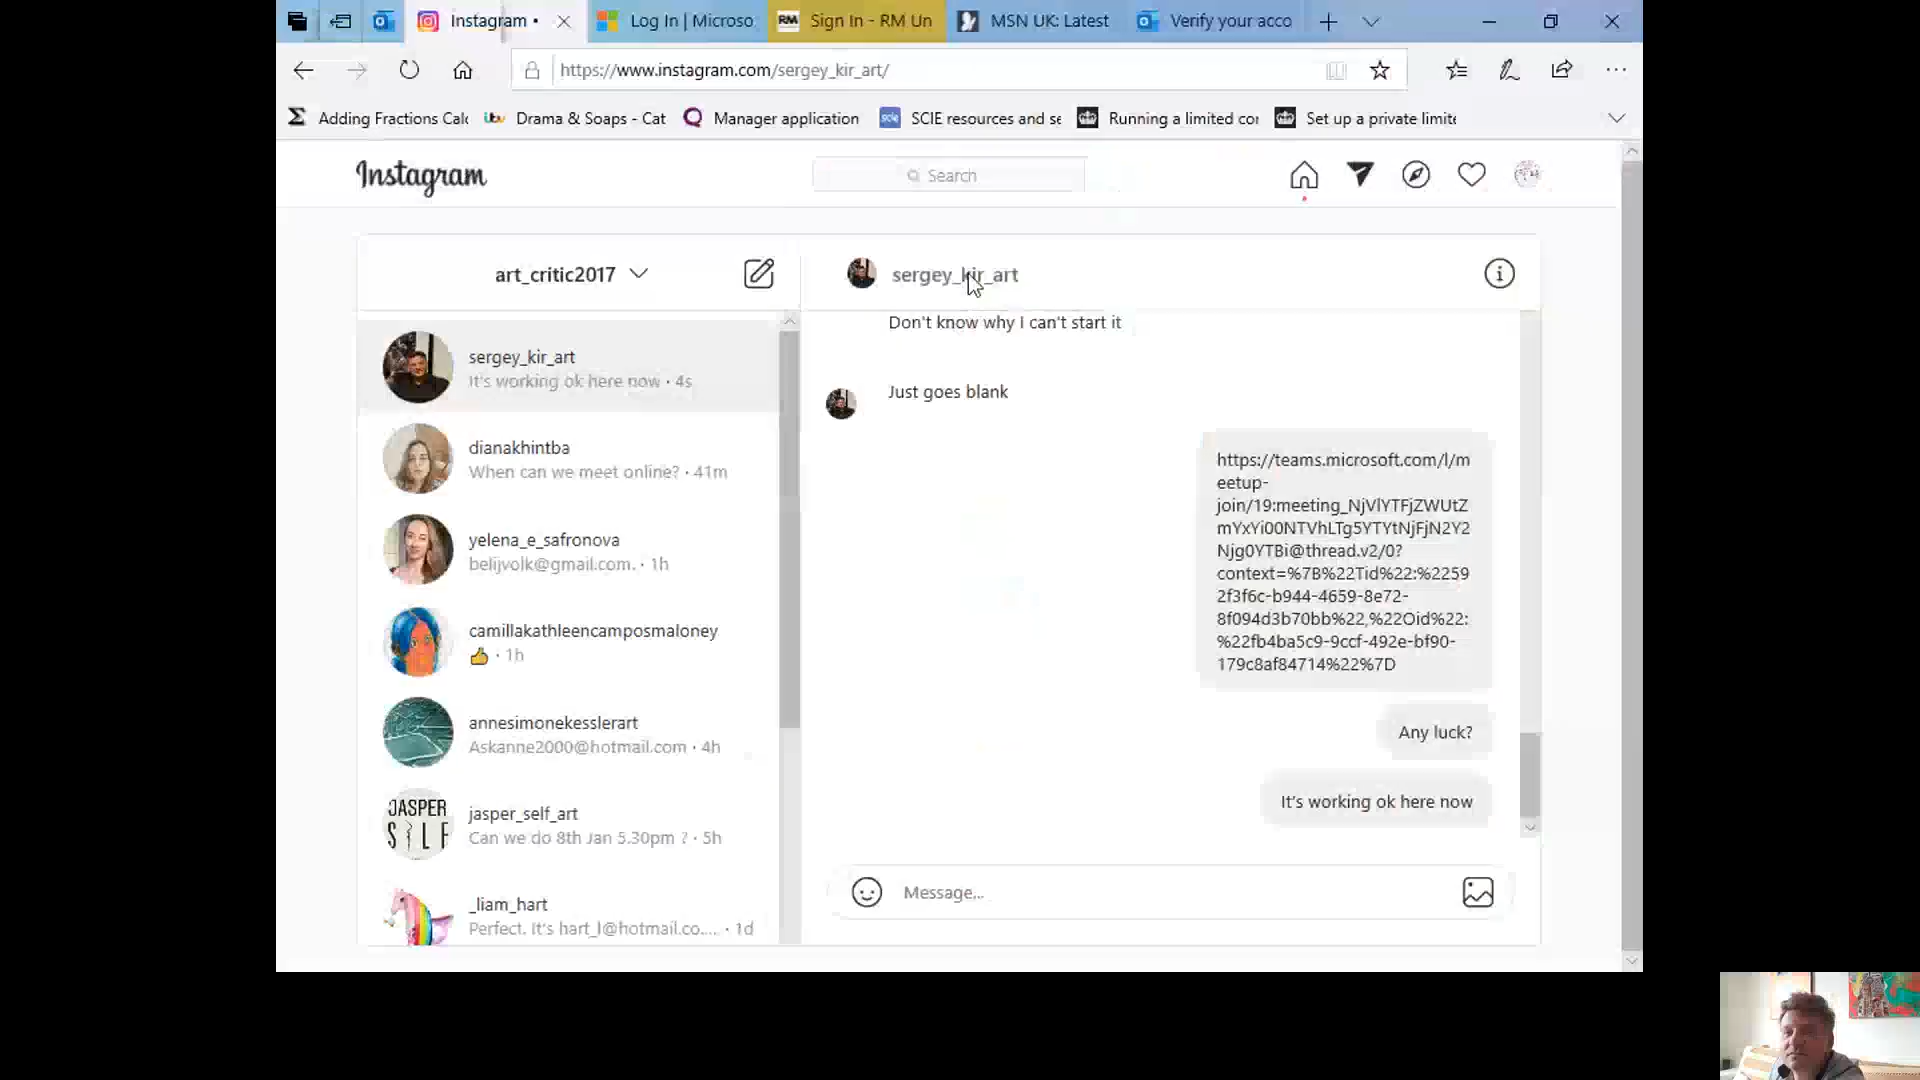 Instagram •
Log In | Microso
RM
Sign In - RM Un
MSN UK: Latest
Verify your acco
https://www.instagram.com/sergey_kir_art/
Adding Fractions Calc
itv
Drama & Soaps - Cat
Manager application
scie
SCIE resources and se
Running a limited cor
Set up a private limite
Instagram
Search
art_critic2017
sergey_kir_art
sergey_kir_art
It's working ok here now · 4s
dianakhintba
When can we meet online? · 41m
yelena_e_safronova
belijvolk@gmail.com. · 1h
camillakathleencamposmaloney
👍 · 1h
annesimonekesslerart
Askanne2000@hotmail.com · 4h
JASPER
SELF
jasper_self_art
Can we do 8th Jan 5.30pm ? · 5h
_liam_hart
Perfect. It's hart_l@hotmail.co.... · 1d
Don't know why I can't start it
Just goes blank
https://teams.microsoft.com/l/m
eetup-
join/19:meeting_NjVlYTFjZWUtZ
mYxYi00NTVhLTg5YTYtNjFjN2Y2
Njg0YTBi@thread.v2/0?
context=%7B%22Tid%22:%2259
2f3f6c-b944-4659-8e72-
8f094d3b70bb%22,%22Oid%22:
%22fb4ba5c9-9ccf-492e-bf90-
179c8af84714%22%7D
Any luck?
It's working ok here now
Message...